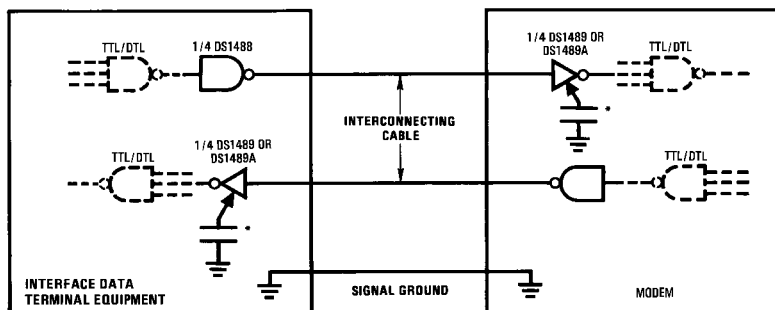 TTL/DTL
1/4 DS1488
1/4 DS1489 OR
DS1489A
TTL/DTL
*
INTERCONNECTING
CABLE
TTL/DTL
1/4 DS1489 OR
DS1489A
TTL/DTL
*
INTERFACE DATA
TERMINAL EQUIPMENT
SIGNAL GROUND
MODEM